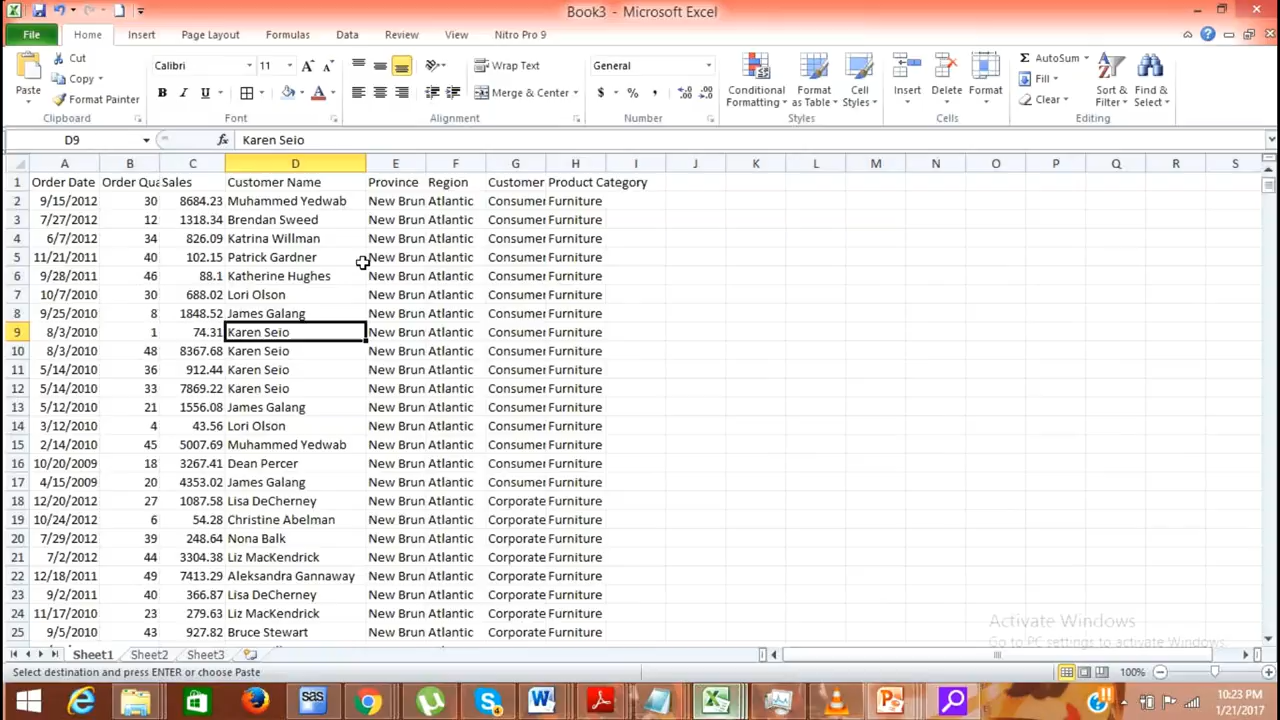 Book3 - Microsoft Excel
File Home Insert Page Layout Formulas Data Review View Nitro Pro 9
Paste Cut Copy Format Painter Clipboard
Calibri 11 B I U Font
Wrap Text Merge & Center Alignment
General $ % , Number
Conditional Formatting Format as Table Cell Styles Styles
Insert Delete Format Cells
Σ AutoSum Fill Clear Sort & Filter Find & Select Editing
D9 fx Karen Seio
A B C D E F G H I J K L M N O P Q R S
1 Order Date Order Qua Sales Customer Name Province Region Customer Product Category
2 9/15/2012 30 8684.23 Muhammed Yedwab New Brun Atlantic Consumer Furniture
3 7/27/2012 12 1318.34 Brendan Sweed New Brun Atlantic Consumer Furniture
4 6/7/2012 34 826.09 Katrina Willman New Brun Atlantic Consumer Furniture
5 11/21/2011 40 102.15 Patrick Gardner New Brun Atlantic Consumer Furniture
6 9/28/2011 46 88.1 Katherine Hughes New Brun Atlantic Consumer Furniture
7 10/7/2010 30 688.02 Lori Olson New Brun Atlantic Consumer Furniture
8 9/25/2010 8 1848.52 James Galang New Brun Atlantic Consumer Furniture
9 8/3/2010 1 74.31 Karen Seio New Brun Atlantic Consumer Furniture
10 8/3/2010 48 8367.68 Karen Seio New Brun Atlantic Consumer Furniture
11 5/14/2010 36 912.44 Karen Seio New Brun Atlantic Consumer Furniture
12 5/14/2010 33 7869.22 Karen Seio New Brun Atlantic Consumer Furniture
13 5/12/2010 21 1556.08 James Galang New Brun Atlantic Consumer Furniture
14 3/12/2010 4 43.56 Lori Olson New Brun Atlantic Consumer Furniture
15 2/14/2010 45 5007.69 Muhammed Yedwab New Brun Atlantic Consumer Furniture
16 10/20/2009 18 3267.41 Dean Percer New Brun Atlantic Consumer Furniture
17 4/15/2009 20 4353.02 James Galang New Brun Atlantic Consumer Furniture
18 12/20/2012 27 1087.58 Lisa DeCherney New Brun Atlantic Corporate Furniture
19 10/24/2012 6 54.28 Christine Abelman New Brun Atlantic Corporate Furniture
20 7/29/2012 39 248.64 Nona Balk New Brun Atlantic Corporate Furniture
21 7/2/2012 44 3304.38 Liz MacKendrick New Brun Atlantic Corporate Furniture
22 12/18/2011 49 7413.29 Aleksandra Gannaway New Brun Atlantic Corporate Furniture
23 9/2/2011 40 366.87 Lisa DeCherney New Brun Atlantic Corporate Furniture
24 11/17/2010 23 279.63 Liz MacKendrick New Brun Atlantic Corporate Furniture
25 9/5/2010 43 927.82 Bruce Stewart New Brun Atlantic Corporate Furniture
Activate Windows
Go to PC settings to activate Windows.
Sheet1 Sheet2 Sheet3
Select destination and press ENTER or choose Paste 100%
sas
10:23 PM
1/21/2017